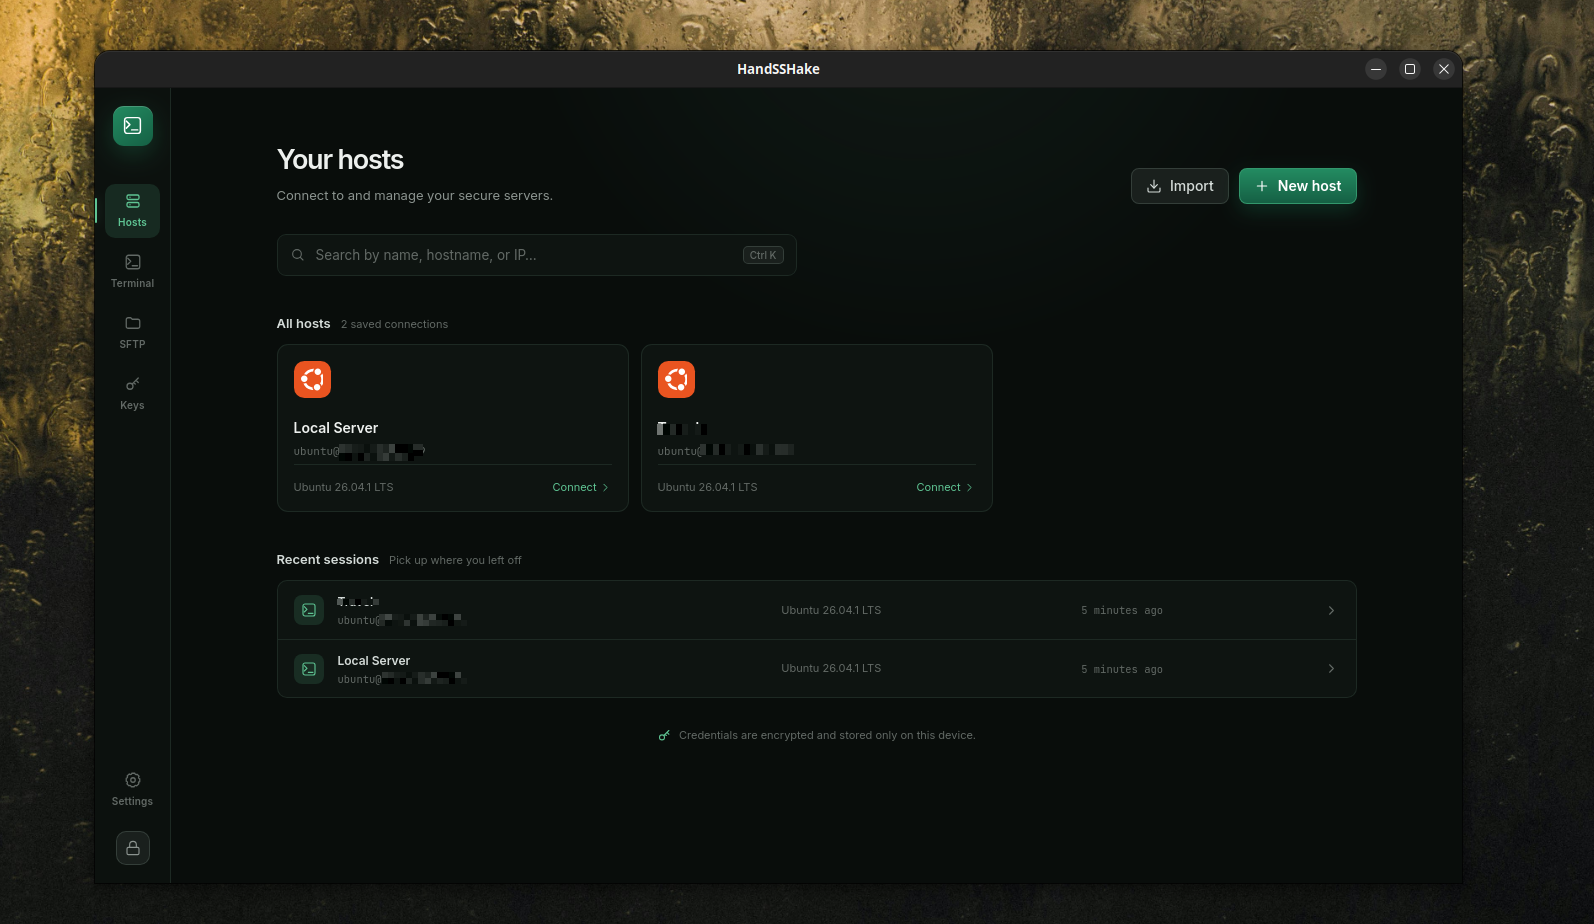 HandSSHake
Your hosts
Connect to and manage your secure servers.
Import
New host
Hosts
Terminal
SFTP
Keys
Search by name, hostname, or IP...
Ctrl K
All hosts 2 saved connections
Local Server
ubuntu@
Ubuntu 26.04.1 LTS
Connect
ubuntu@
Ubuntu 26.04.1 LTS
Connect
Recent sessions Pick up where you left off
ubuntu@
Ubuntu 26.04.1 LTS
5 minutes ago
Local Server
ubuntu@
Ubuntu 26.04.1 LTS
5 minutes ago
Credentials are encrypted and stored only on this device.
Settings